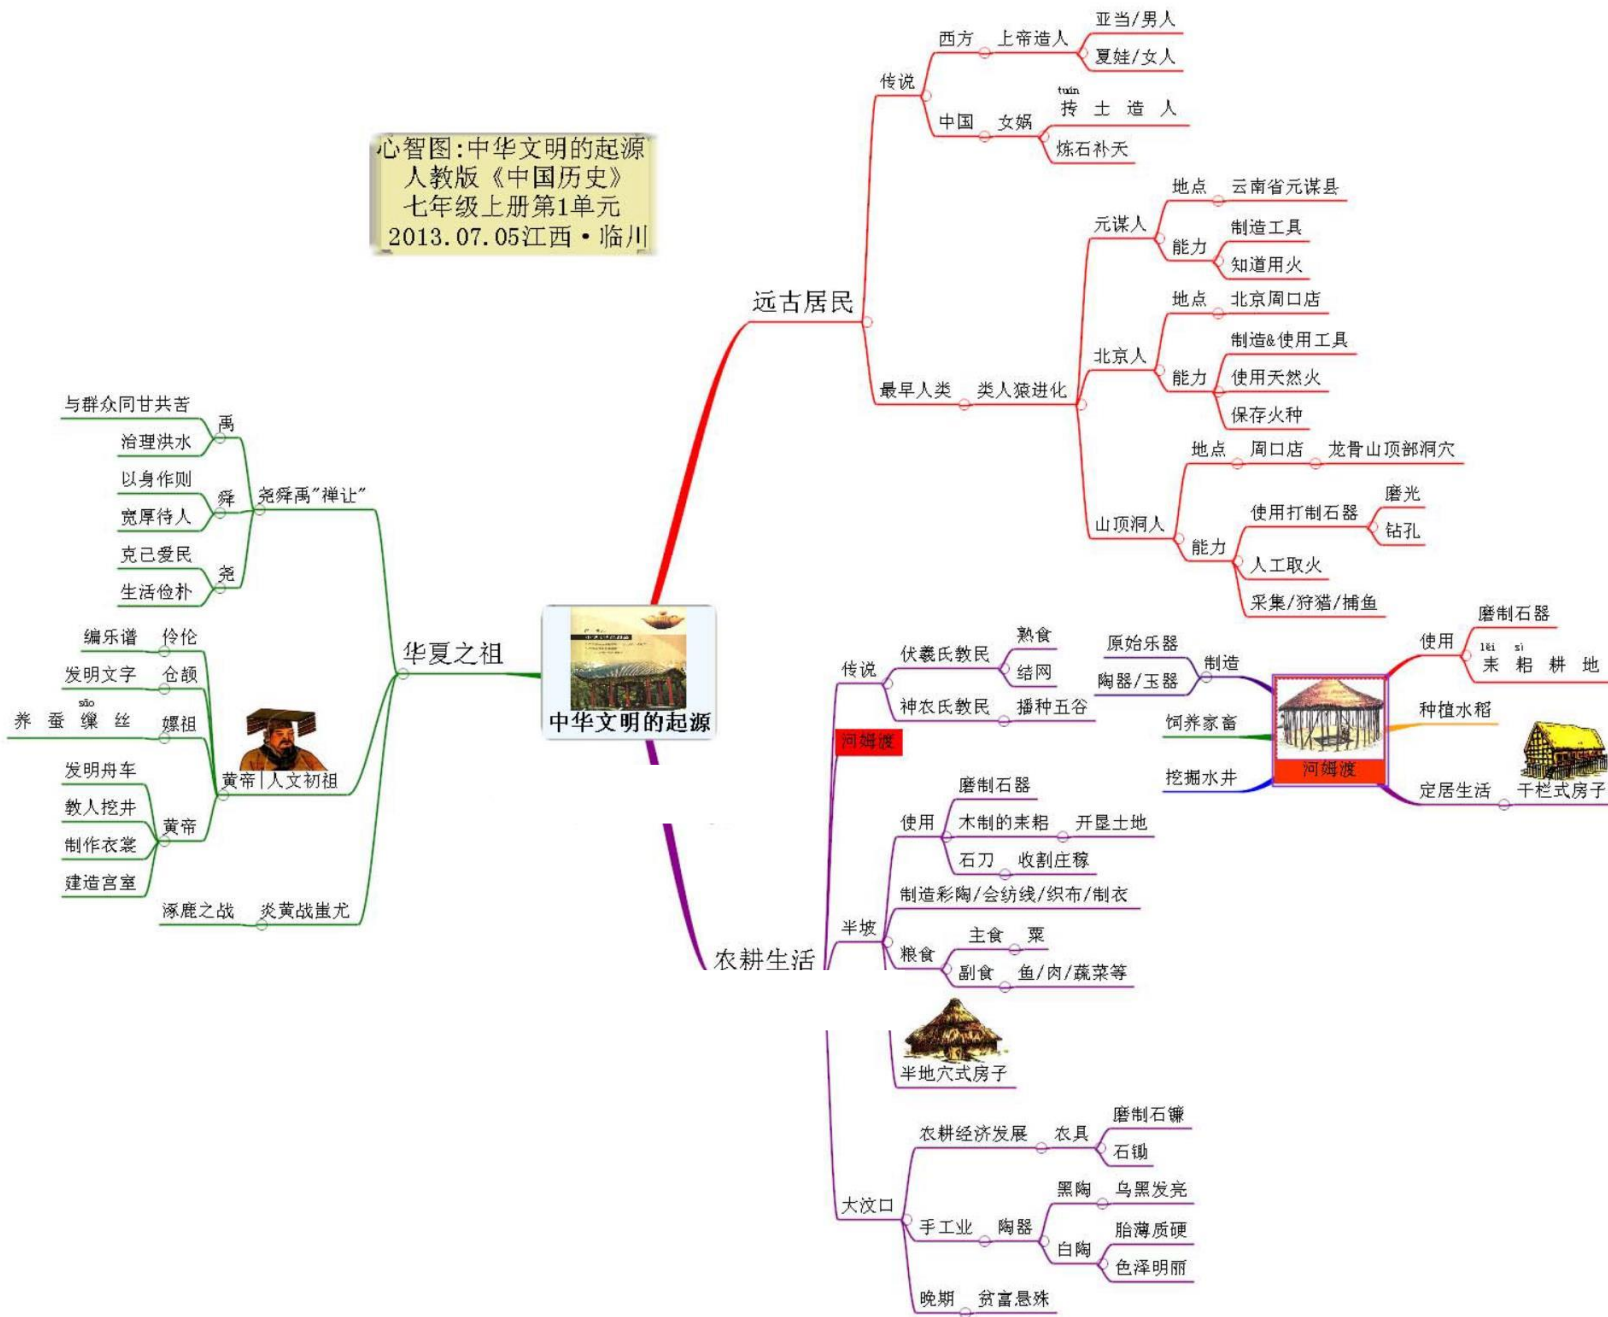 心智图:中华文明的起源
人教版《中国历史》
七年级上册第1单元
2013.07.05江西·临川
中华文明的起源
远古居民
传说
西方
上帝造人
亚当/男人
夏娃/女人
中国
女娲
tuán
抟土造人
炼石补天
最早人类
类人猿进化
元谋人
地点
云南省元谋县
能力
制造工具
知道用火
北京人
地点
北京周口店
能力
制造&使用工具
使用天然火
保存火种
山顶洞人
地点
周口店
龙骨山顶部洞穴
能力
使用打制石器
磨光
钻孔
人工取火
采集/狩猎/捕鱼
农耕生活
传说
伏羲氏教民
熟食
结网
神农氏教民
播种五谷
河姆渡
半坡
使用
磨制石器
木制的耒耜
开垦土地
石刀
收割庄稼
制造彩陶/会纺线/织布/制衣
粮食
主食
粟
副食
鱼/肉/蔬菜等
半地穴式房子
大汶口
农耕经济发展
农具
磨制石镰
石锄
手工业
陶器
黑陶
乌黑发亮
白陶
胎薄质硬
色泽明丽
晚期
贫富悬殊
河姆渡
制造
原始乐器
陶器/玉器
饲养家畜
挖掘水井
使用
磨制石器
lěi sì
耒耜耕地
种植水稻
定居生活
干栏式房子
华夏之祖
尧舜禹"禅让"
禹
与群众同甘共苦
治理洪水
舜
以身作则
宽厚待人
尧
克己爱民
生活俭朴
黄帝|人文初祖
伶伦
编乐谱
仓颉
发明文字
嫘祖
sāo
养蚕缫丝
黄帝
发明舟车
教人挖井
制作衣裳
建造宫室
炎黄战蚩尤
涿鹿之战